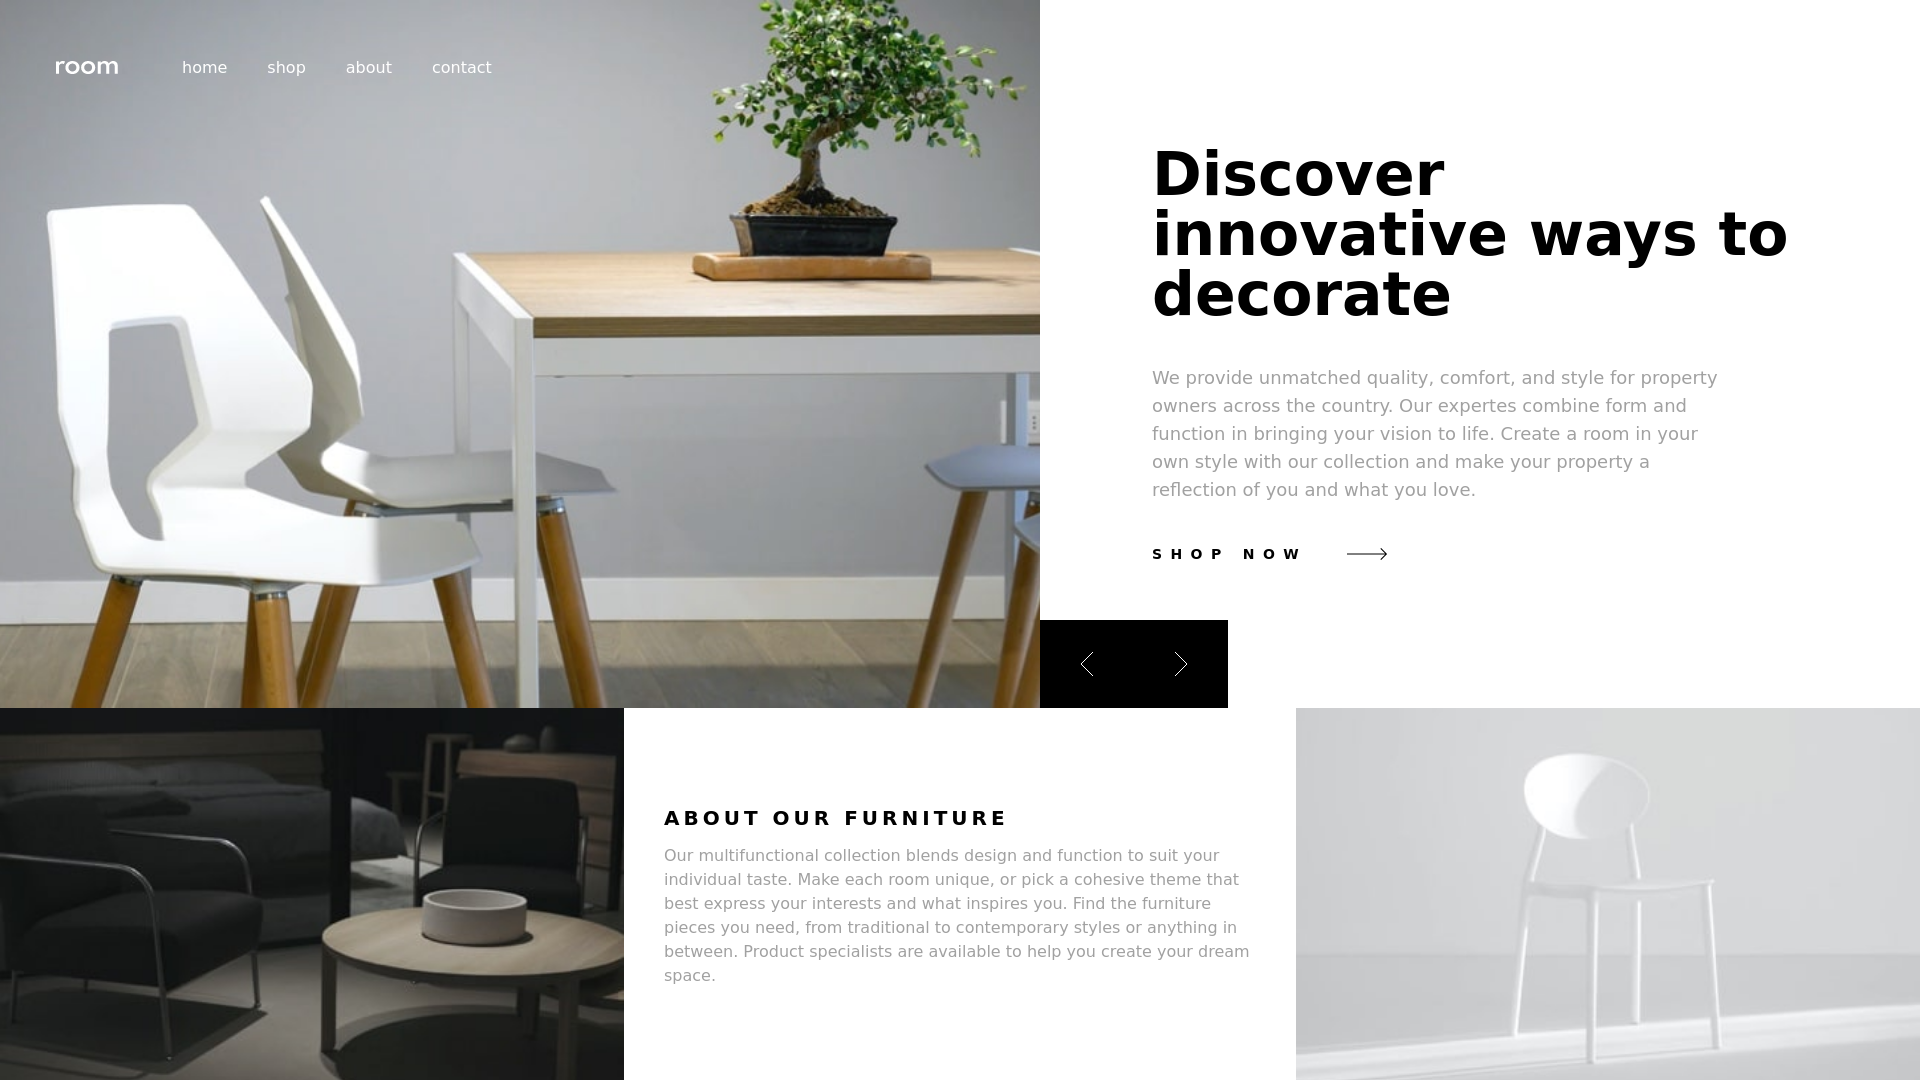 room
home
shop
about
contact
Discover
innovative ways to
decorate
We provide unmatched quality, comfort, and style for property
owners across the country. Our expertes combine form and
function in bringing your vision to life. Create a room in your
own style with our collection and make your property a
reflection of you and what you love.
SHOP NOW
ABOUT OUR FURNITURE
Our multifunctional collection blends design and function to suit your
individual taste. Make each room unique, or pick a cohesive theme that
best express your interests and what inspires you. Find the furniture
pieces you need, from traditional to contemporary styles or anything in
between. Product specialists are available to help you create your dream
space.